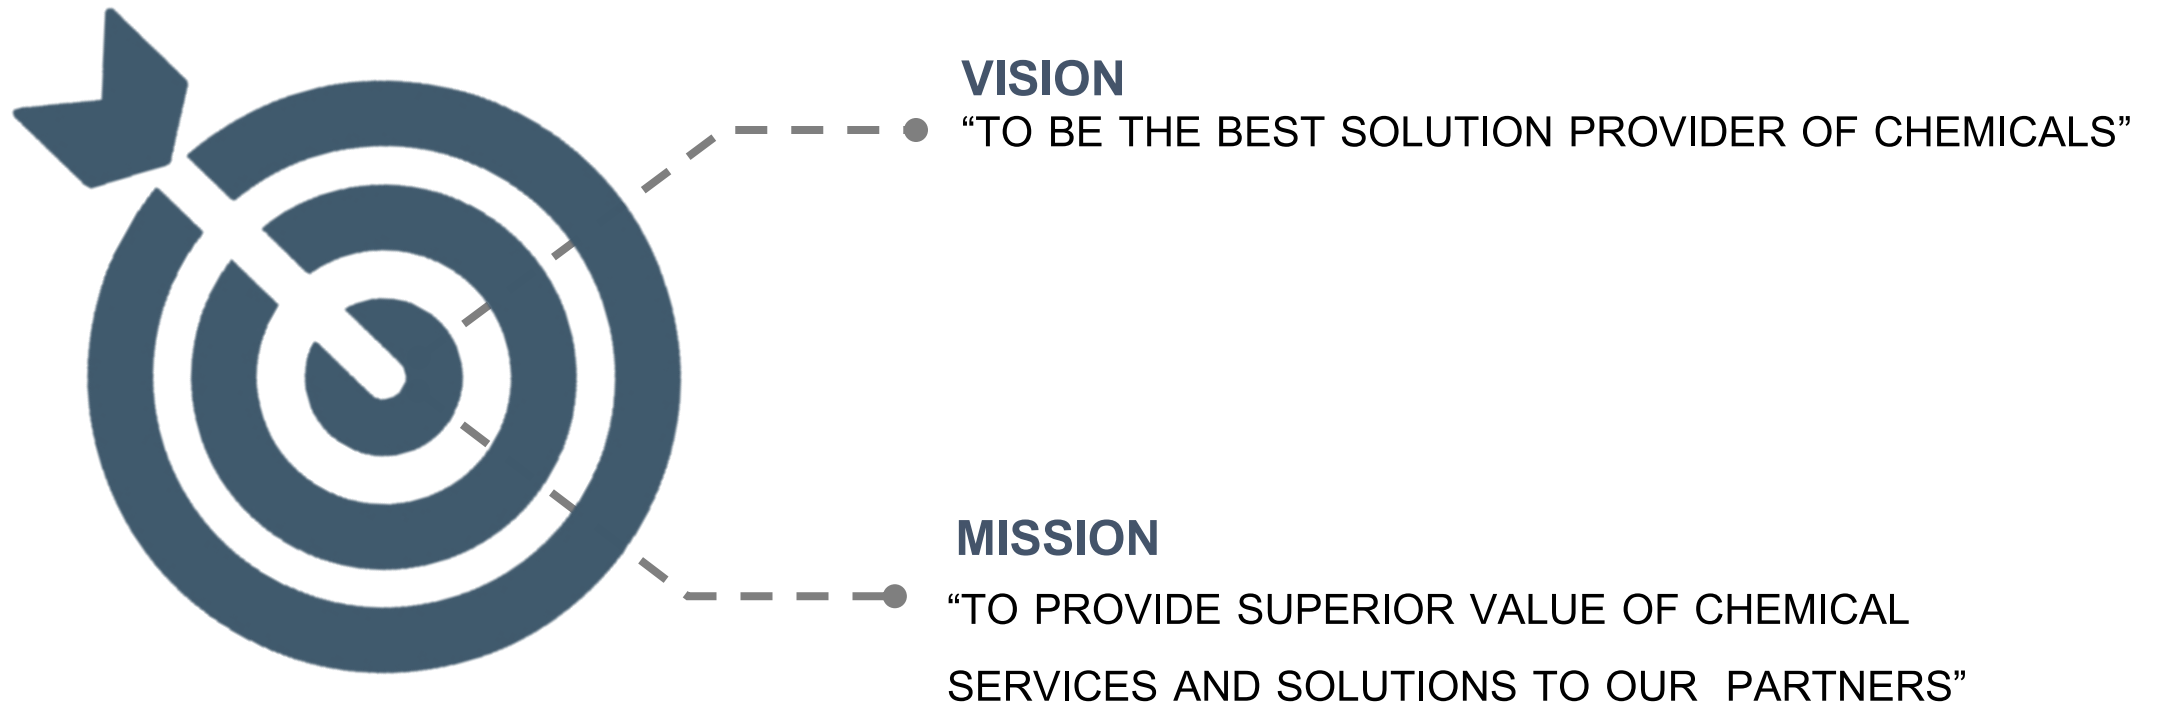 VISION
“TO BE THE BEST SOLUTION PROVIDER OF CHEMICALS”
MISSION
“TO PROVIDE SUPERIOR VALUE OF CHEMICAL
SERVICES AND SOLUTIONS TO OUR PARTNERS”